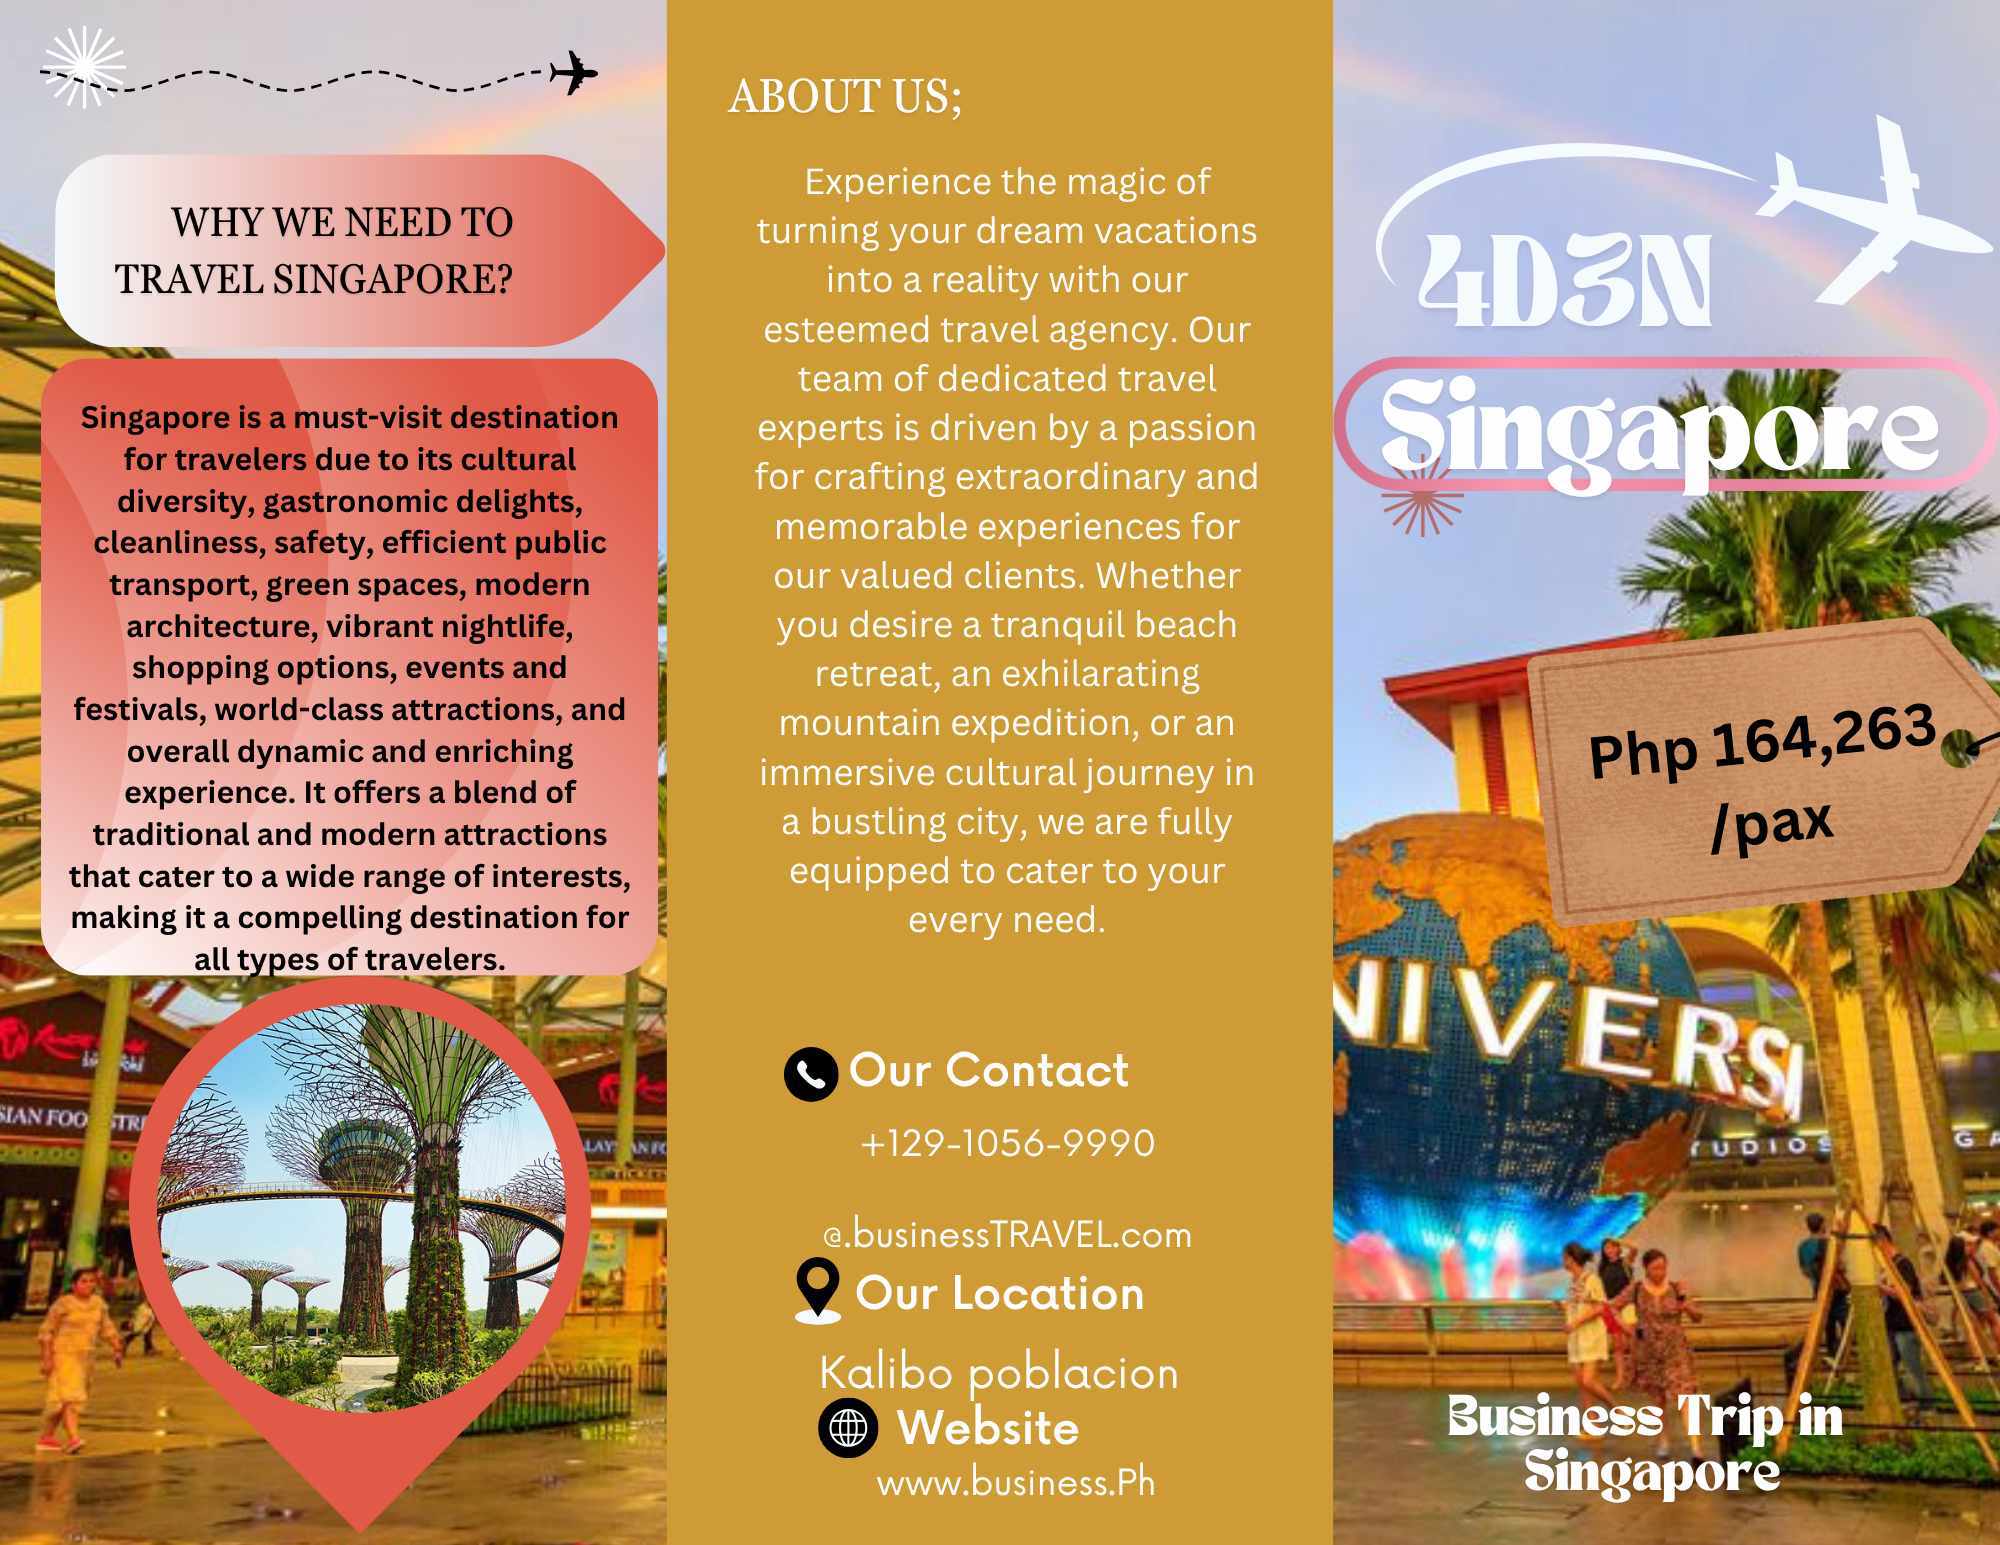 WHY WE NEED TO
TRAVEL SINGAPORE?
Singapore is a must-visit destination
for travelers due to its cultural
diversity, gastronomic delights,
cleanliness, safety, efficient public
transport, green spaces, modern
architecture, vibrant nightlife,
shopping options, events and
festivals, world-class attractions, and
overall dynamic and enriching
experience. It offers a blend of
traditional and modern attractions
that cater to a wide range of interests,
making it a compelling destination for
all types of travelers.
SIAN FOO
STR
ABOUT US;
Experience the magic of
turning your dream vacations
into a reality with our
esteemed travel agency. Our
team of dedicated travel
experts is driven by a passion
for crafting extraordinary and
memorable experiences for
our valued clients. Whether
you desire a tranquil beach
retreat, an exhilarating
mountain expedition, or an
immersive cultural journey in
a bustling city, we are fully
equipped to cater to your
every need.
Our Contact
+129-1056-9990
@.businessTRAVEL.com
Our Location
Kalibo poblacion
Website
www.business.Ph
4D3N
Singapore
Php 164,263
/pax
NIVERS
TUDIOS
GA
Business Trip in
Singapore